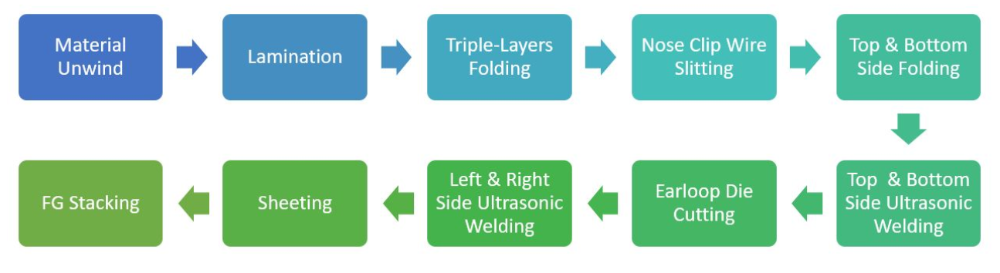 Material
Unwind
Lamination
Triple-Layers
Folding
Nose Clip Wire
Slitting
Top & Bottom
Side Folding
Top & Bottom
Side Ultrasonic
Welding
Earloop Die
Cutting
Left & Right
Side Ultrasonic
Welding
Sheeting
FG Stacking